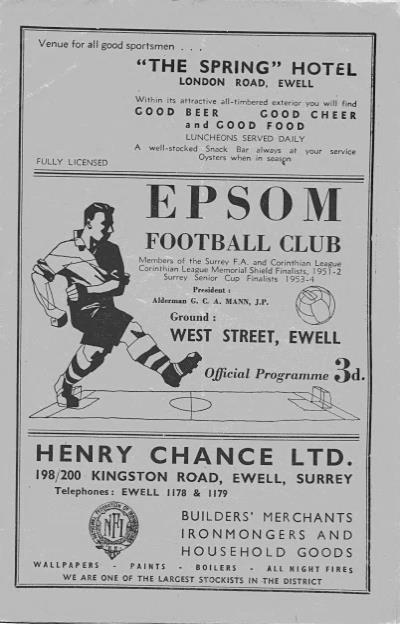 Venue for all good sportsmen . . .
"THE SPRING" HOTEL
LONDON ROAD, EWELL
Within its attractive all-timbered exterior you will find
GOOD BEER GOOD CHEER
and GOOD FOOD
LUNCHEONS SERVED DAILY
A well-stocked Snack Bar always at your service
Oysters when in season
FULLY LICENSED
EPSOM
FOOTBALL CLUB
Members of the Surrey F.A. and Corinthian League
Corinthian League Memorial Shield Finalists, 1951-2
Surrey Senior Cup Finalists 1953-4
President :
Alderman G. C. A. MANN, J.P.
Ground :
WEST STREET, EWELL
Official Programme 3d.
HENRY CHANCE LTD.
198/200 KINGSTON ROAD, EWELL, SURREY
Telephones : EWELL 1178 & 1179
BUILDERS' MERCHANTS
IRONMONGERS AND
HOUSEHOLD GOODS
WALLPAPERS - PAINTS - BOILERS - ALL NIGHT FIRES
WE ARE ONE OF THE LARGEST STOCKISTS IN THE DISTRICT